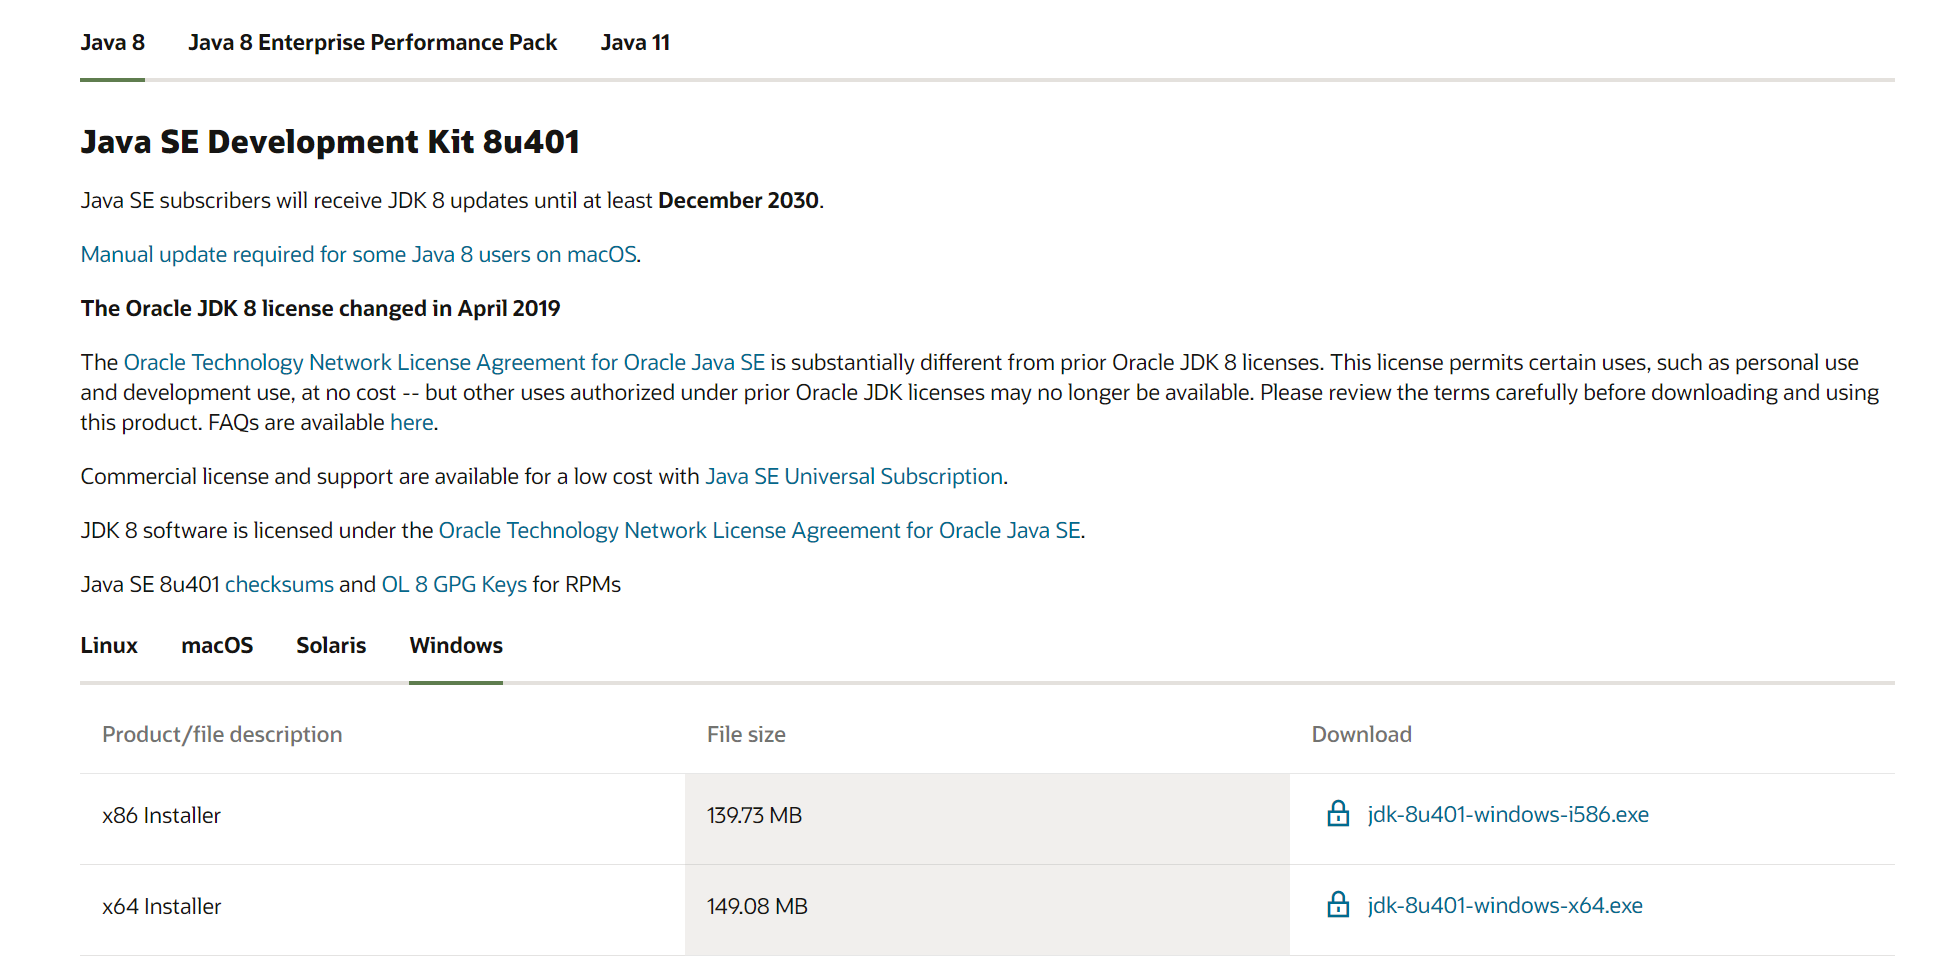 Java 8 Java 8 Enterprise Performance Pack Java 11
Java SE Development Kit 8u401
Java SE subscribers will receive JDK 8 updates until at least December 2030.
Manual update required for some Java 8 users on macOS.
The Oracle JDK 8 license changed in April 2019
The Oracle Technology Network License Agreement for Oracle Java SE is substantially different from prior Oracle JDK 8 licenses. This license permits certain uses, such as personal use
and development use, at no cost -- but other uses authorized under prior Oracle JDK licenses may no longer be available. Please review the terms carefully before downloading and using
this product. FAQs are available here.
Commercial license and support are available for a low cost with Java SE Universal Subscription.
JDK 8 software is licensed under the Oracle Technology Network License Agreement for Oracle Java SE.
Java SE 8u401 checksums and OL 8 GPG Keys for RPMs
Linux macOS Solaris Windows
Product/file description File size Download
x86 Installer 139.73 MB jdk-8u401-windows-i586.exe
x64 Installer 149.08 MB jdk-8u401-windows-x64.exe